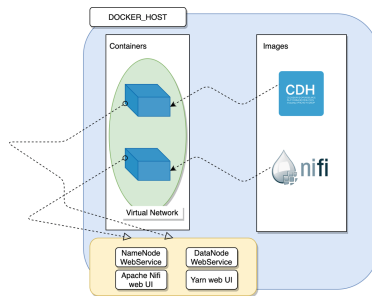 DOCKER_HOST
Containers
Images
CDH
nifi
Virtual Network
NameNode
WebService
DataNode
WebService
Apache Nifi
web UI
Yarn web UI